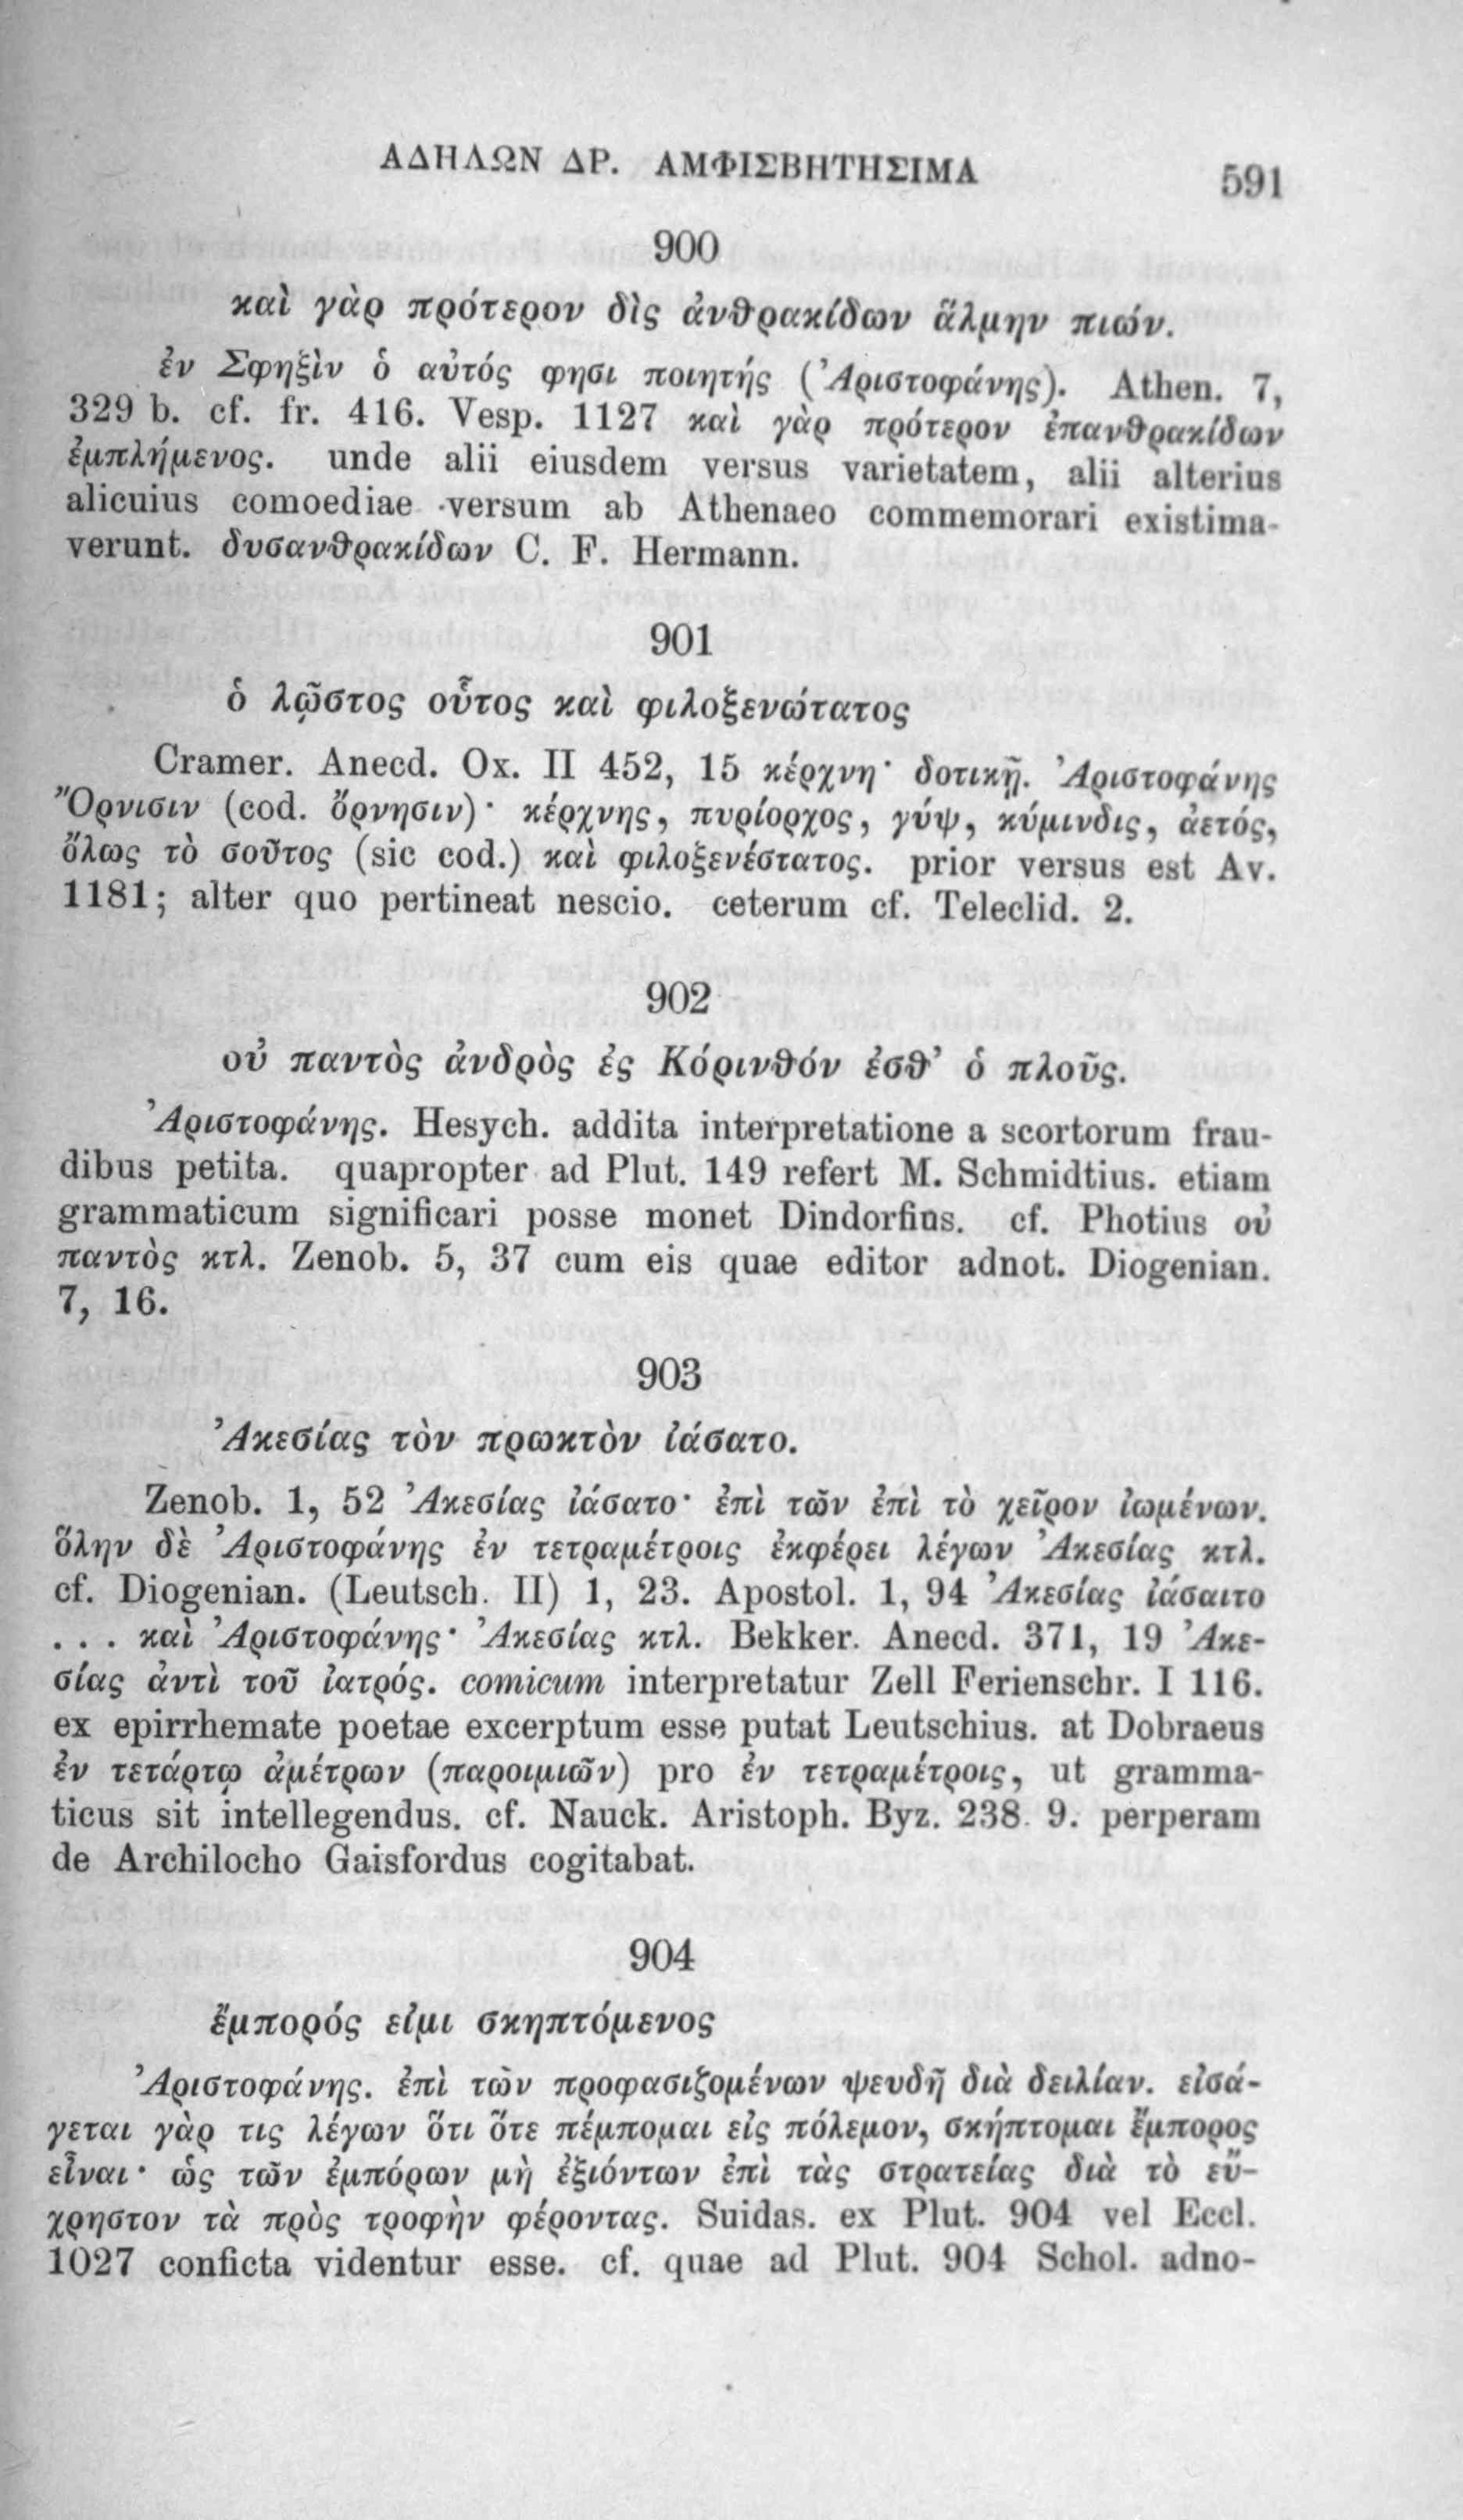 ΑΔΗΛΩΝ ΔΡ. ΑΜΦΙΣΒΗΤΗΣΙΜΑ 591
900
καὶ γὰρ πρότερον δὶς ἀνθρακίδων ἅλμην πιών.
ἐν Σφηξὶν ὁ αὐτός φησι ποιητής (Ἀριστοφάνης). Athen. 7,
329 b. cf. fr. 416. Vesp. 1127 καὶ γὰρ πρότερον ἐπανθρακίδων
ἐμπλήμενος. unde alii eiusdem versus varietatem, alii alterius
alicuius comoediae versum ab Athenaeo commemorari existima-
verunt. δυσανθρακίδων C. F. Hermann.
901
ὁ λῷστος οὗτος καὶ φιλοξενώτατος
Cramer. Anecd. Ox. II 452, 15 κέρχνη· δοτικῇ. Ἀριστοφάνης
Ὄρνισιν (cod. ὄρνησιν)· κέρχνης, πυρίορχος, γύψ, κύμινδις, ἀετός,
ὅλως τὸ σοῦτος (sic cod.) καὶ φιλοξενέστατος. prior versus est Av.
1181; alter quo pertineat nescio. ceterum cf. Teleclid. 2.
902
οὐ παντὸς ἀνδρὸς ἐς Κόρινθόν ἐσθ’ ὁ πλοῦς.
Ἀριστοφάνης. Hesych. addita interpretatione a scortorum frau-
dibus petita. quapropter ad Plut. 149 refert M. Schmidtius. etiam
grammaticum significari posse monet Dindorfius. cf. Photius οὐ
παντὸς κτλ. Zenob. 5, 37 cum eis quae editor adnot. Diogenian.
7, 16.
903
Ἀκεσίας τὸν πρωκτὸν ἰάσατο.
Zenob. 1, 52 Ἀκεσίας ἰάσατο· ἐπὶ τῶν ἐπὶ τὸ χεῖρον ἰωμένων.
ὅλην δὲ Ἀριστοφάνης ἐν τετραμέτροις ἐκφέρει λέγων Ἀκεσίας κτλ.
cf. Diogenian. (Leutsch. II) 1, 23. Apostol. 1, 94 Ἀκεσίας ἰάσαιτο
... καὶ Ἀριστοφάνης· Ἀκεσίας κτλ. Bekker. Anecd. 371, 19 Ἀκε-
σίας ἀντὶ τοῦ ἰατρός. comicum interpretatur Zell Ferienschr. I 116.
ex epirrhemate poetae excerptum esse putat Leutschius. at Dobraeus
ἐν τετάρτῳ ἀμέτρων (παροιμιῶν) pro ἐν τετραμέτροις, ut gramma-
ticus sit intellegendus. cf. Nauck. Aristoph. Byz. 238. 9. perperam
de Archilocho Gaisfordus cogitabat.
904
ἔμπορός εἰμι σκηπτόμενος
Ἀριστοφάνης. ἐπὶ τῶν προφασιζομένων ψευδῆ διὰ δειλίαν. εἰσά-
γεται γὰρ τις λέγων ὅτι ὅτε πέμπομαι εἰς πόλεμον, σκήπτομαι ἔμπορος
εἶναι· ὡς τῶν ἐμπόρων μὴ ἐξιόντων ἐπὶ τὰς στρατείας διὰ τὸ εὔ-
χρηστον τὰ πρὸς τροφὴν φέροντας. Suidas. ex Plut. 904 vel Eccl.
1027 conficta videntur esse. cf. quae ad Plut. 904 Schol. adno-